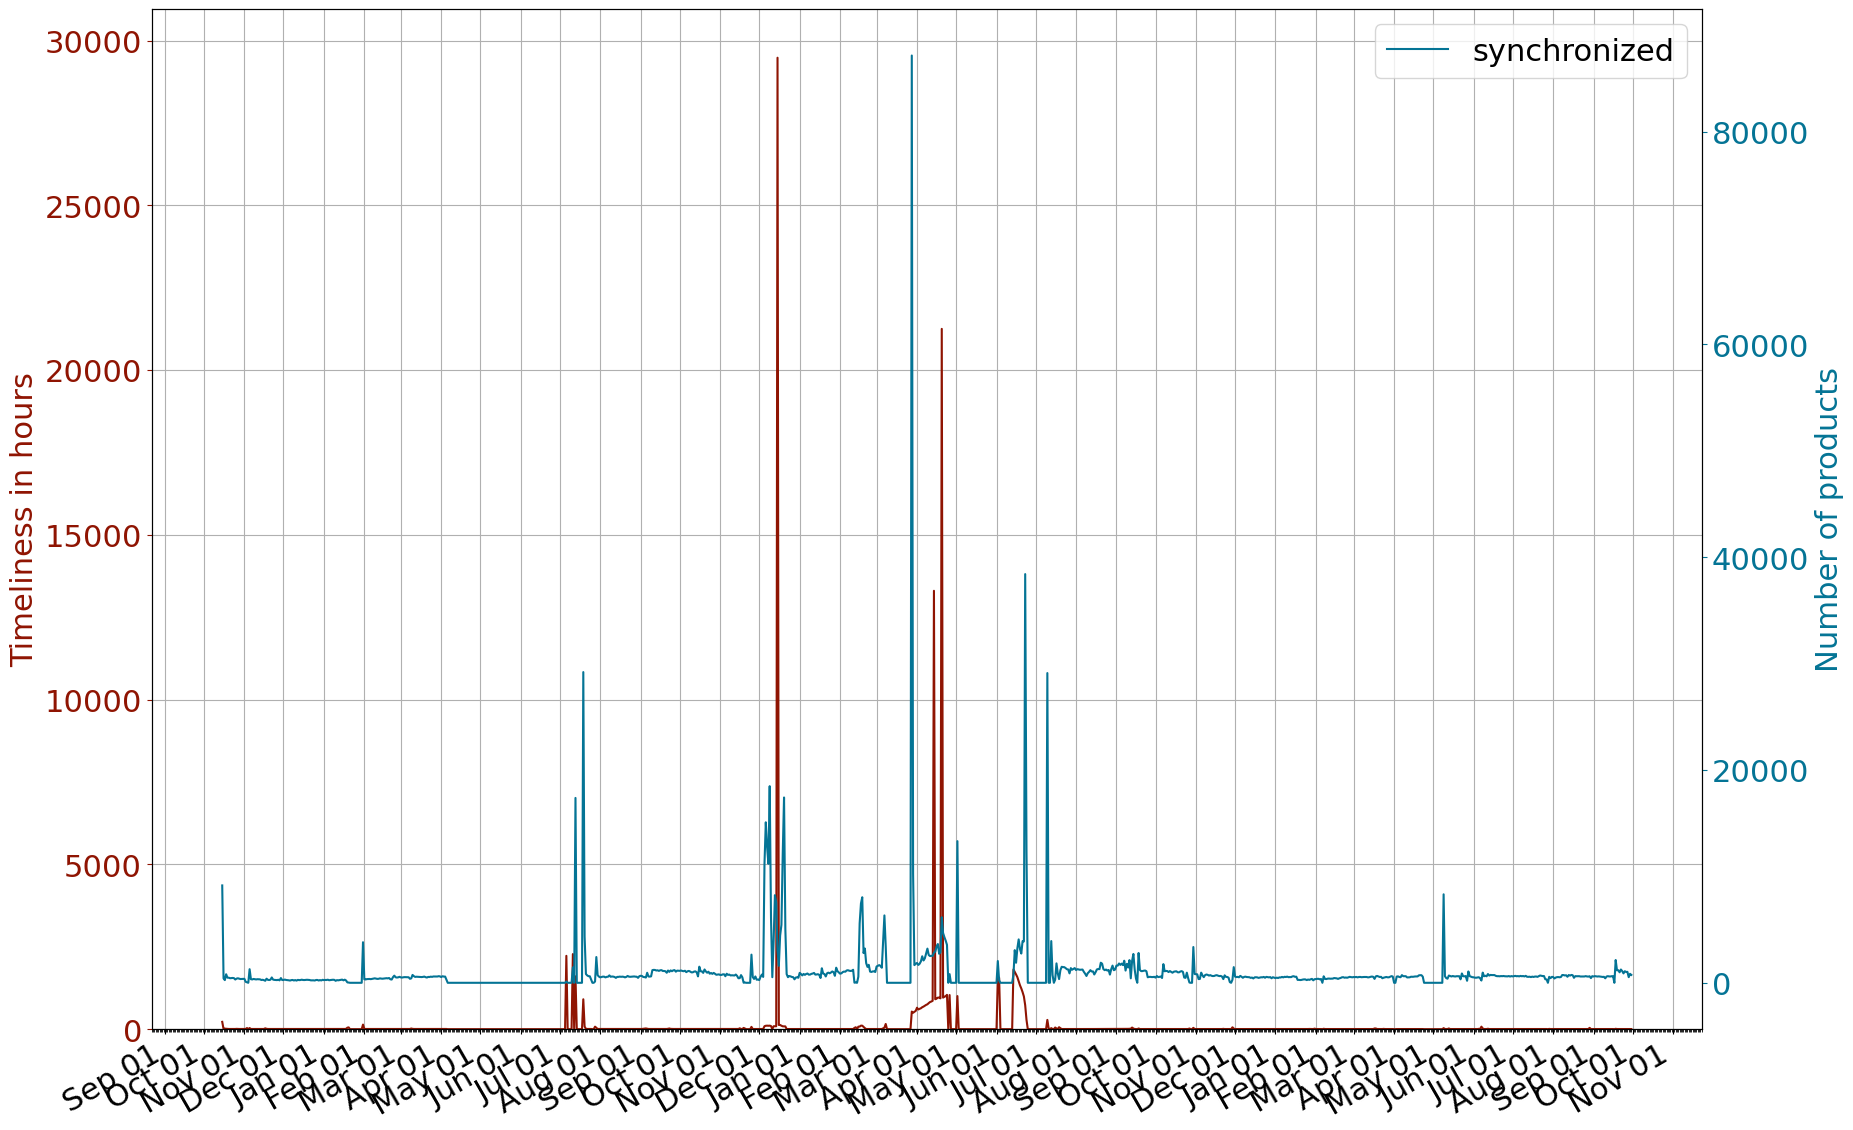 synchronized
30000
25000
20000
15000
10000
5000
0
Timeliness in hours
80000
60000
40000
20000
0
Number of products
Sep 01
Oct 01
Nov 01
Dec 01
Jan 01
Feb 01
Mar 01
Apr 01
May 01
Jun 01
Jul 01
Aug 01
Sep 01
Oct 01
Nov 01
Dec 01
Jan 01
Feb 01
Mar 01
Apr 01
May 01
Jun 01
Jul 01
Aug 01
Sep 01
Oct 01
Nov 01
Dec 01
Jan 01
Feb 01
Mar 01
Apr 01
May 01
Jun 01
Jul 01
Aug 01
Sep 01
Oct 01
Nov 01